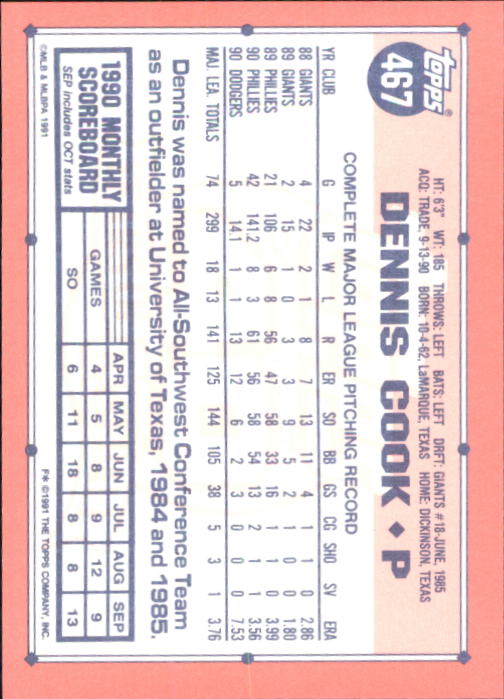 topps®
467
HT: 6'3" WT: 185 THROWS: LEFT BATS: LEFT DRFT: GIANTS #18-JUNE, 1985
ACQ: TRADE, 9-13-90 BORN: 10-4-62, LaMARQUE, TEXAS HOME: DICKINSON, TEXAS
DENNIS COOK ♦ P
COMPLETE MAJOR LEAGUE PITCHING RECORD
YR CLUB G IP W L R ER SO BB GS CG SHO SV ERA
88 GIANTS 4 22 2 1 8 7 13 11 4 1 1 0 2.86
89 GIANTS 2 15 1 0 3 3 9 5 2 1 0 0 1.80
89 PHILLIES 21 106 6 8 56 47 58 33 16 1 1 0 3.99
90 PHILLIES 42 141.2 8 3 61 56 58 54 13 2 1 1 3.56
90 DODGERS 5 14.1 1 1 13 12 6 2 3 0 0 0 7.53
MAJ. LEA. TOTALS 74 299 18 13 141 125 144 105 38 5 3 1 3.76
Dennis was named to All-Southwest Conference Team
as an outfielder at University of Texas, 1984 and 1985.
1990 MONTHLY
SCOREBOARD
SEP includes OCT stats
APR MAY JUN JUL AUG SEP
GAMES 4 5 8 9 12 9
SO 6 11 18 8 8 13
©MLB & MLBPA 1991
F* ©1991 THE TOPPS COMPANY, INC.